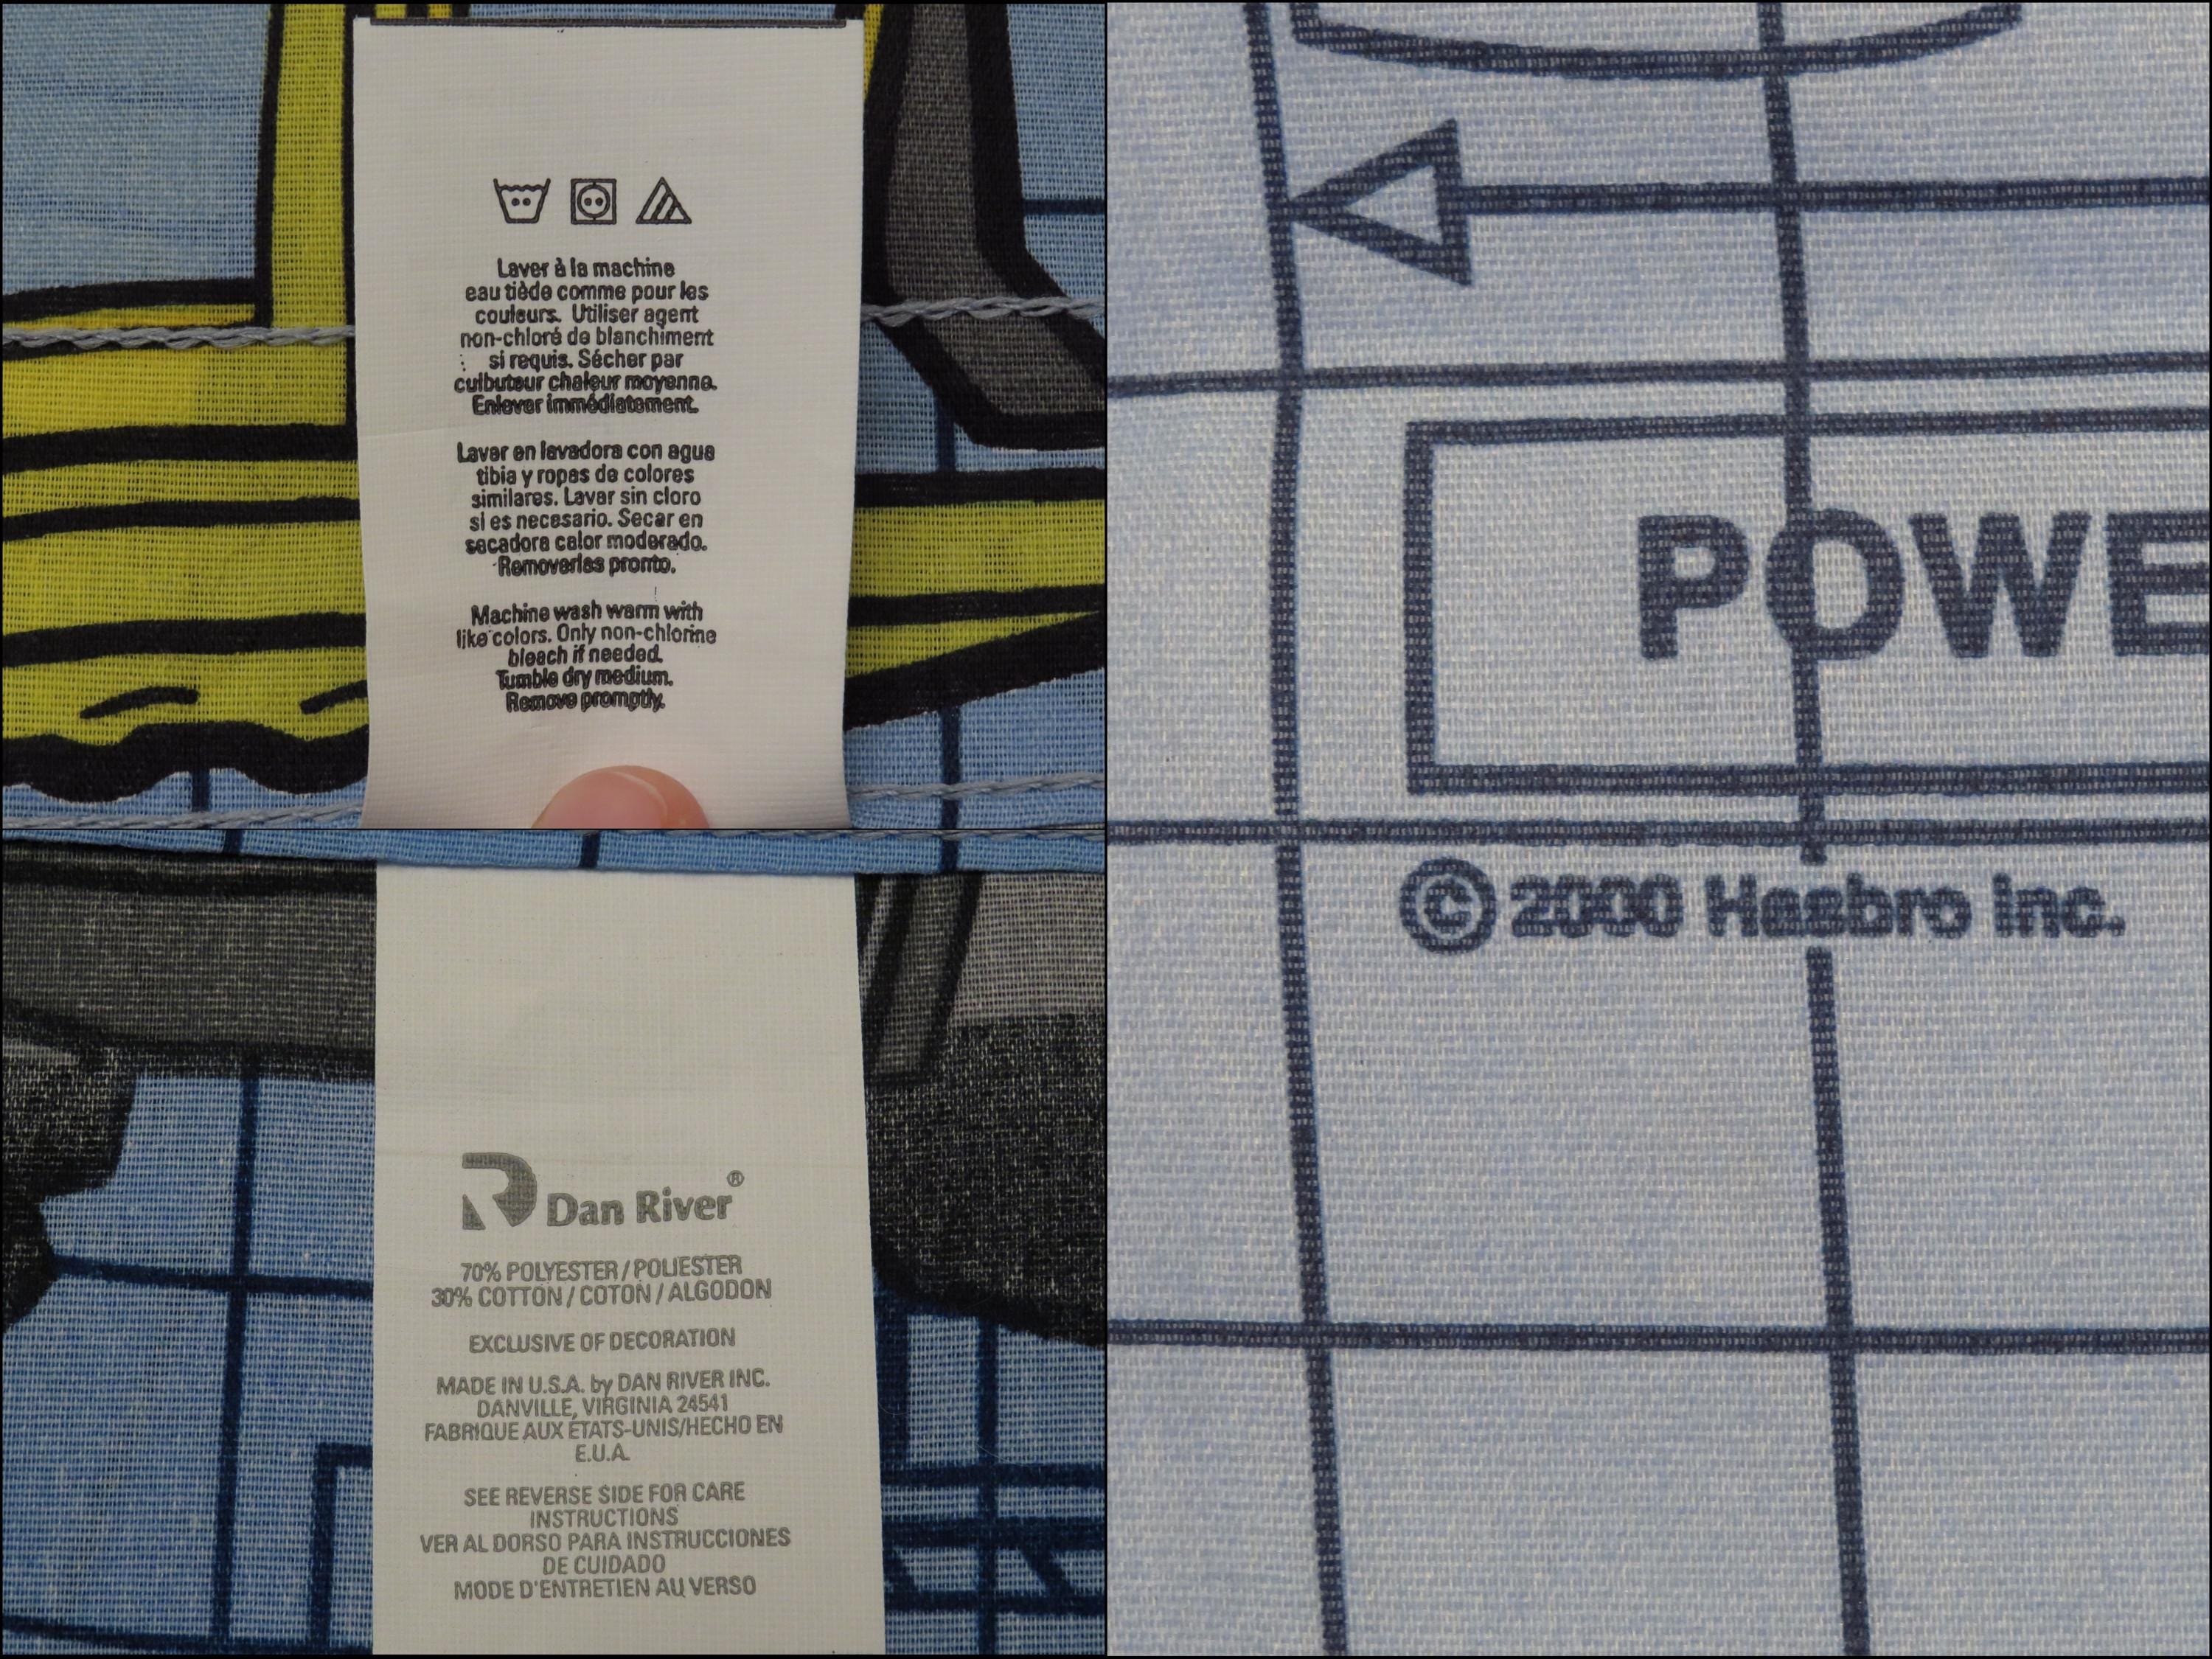 Laver à la machine
eau tiède comme pour les
couleurs. Utiliser agent
non-chloré de blanchiment
si requis. Sécher par
culbuteur chaleur moyenne.
Enlever immédiatement.
Lavar en lavadora con agua
tibia y ropas de colores
similares. Lavar sin cloro
si es necesario. Secar en
secadora calor moderado.
Removerlas pronto.
Machine wash warm with
like colors. Only non-chlorine
bleach if needed.
Tumble dry medium.
Remove promptly.
Dan River®
70% POLYESTER / POLIESTER
30% COTTON / COTON / ALGODON
EXCLUSIVE OF DECORATION
MADE IN U.S.A. by DAN RIVER INC.
DANVILLE, VIRGINIA 24541
FABRIQUE AUX ÉTATS-UNIS/HECHO EN
E.U.A.
SEE REVERSE SIDE FOR CARE
INSTRUCTIONS
VER AL DORSO PARA INSTRUCCIONES
DE CUIDADO
MODE D'ENTRETIEN AU VERSO
POWE
© 2000 Hasbro Inc.